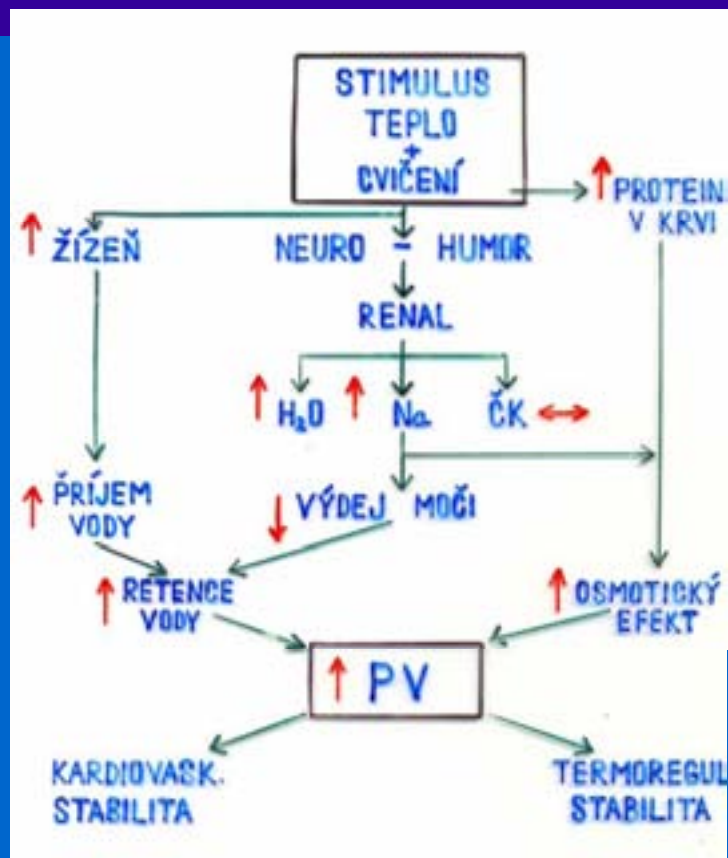 STIMULUS
TEPLO
+
CVIČENÍ
↑ PROTEIN
V KRVI
↑ ŽÍZEŇ
NEURO - HUMOR
RENAL
↑ H₂O ↑ Na ČK ↔
↑ PŘÍJEM
VODY
↓ VÝDEJ MOČI
↑ RETENCE
VODY
↑ OSMOTICKÝ
EFEKT
↑ PV
KARDIOVASK.
STABILITA
TERMOREGUL
STABILITA